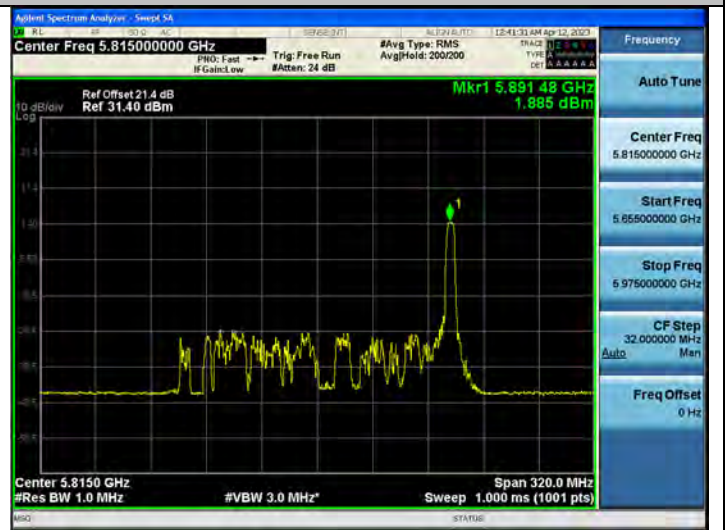 Agilent Spectrum Analyzer - Swept SA
RL RF 50 Ω AC SENSE:INT ALIGN AUTO 12:41:31 AM Apr 12, 2023
Center Freq 5.815000000 GHz
PNO: Fast
IFGain:Low
Trig: Free Run
#Atten: 24 dB
#Avg Type: RMS
Avg|Hold: 200/200
TRACE
TYPE
DET A A A A A A
Mkr1 5.891 48 GHz
1.885 dBm
Ref Offset 21.4 dB
10 dB/div Ref 31.40 dBm
Log
21.4
11.4
1
Center 5.8150 GHz
Span 320.0 MHz
#Res BW 1.0 MHz
#VBW 3.0 MHz*
Sweep 1.000 ms (1001 pts)
MSG
STATUS
Frequency
Auto Tune
Center Freq
5.815000000 GHz
Start Freq
5.655000000 GHz
Stop Freq
5.975000000 GHz
CF Step
32.000000 MHz
Auto Man
Freq Offset
0 Hz